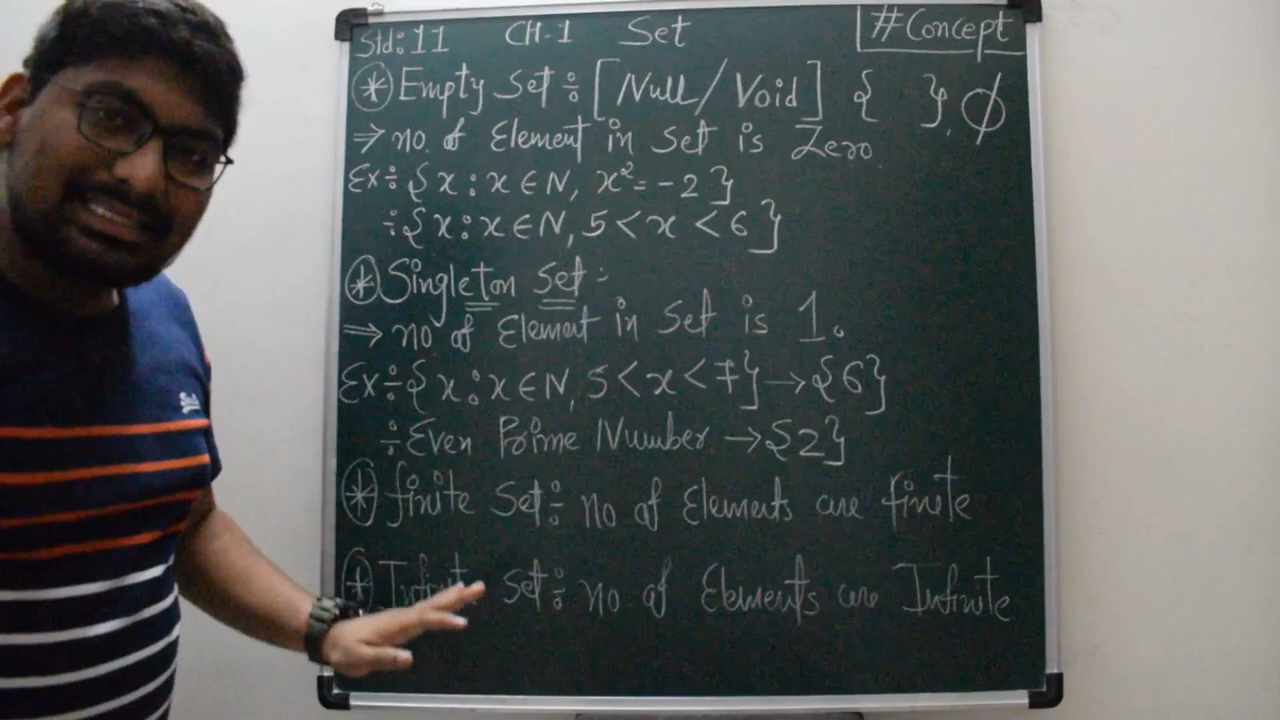 Std:11 CH-1 Set #Concept
* Empty Set ÷ [Null/Void] { }, ϕ
⇒ no. of Element in Set is Zero.
Ex÷{x:x∈N, x²=-2}
÷{x:x∈N, 5<x<6}
* Singleton Set:-
⇒ no of Element in Set is 1.
Ex÷{x:x∈N, 5<x<7}→{6}
÷Even Prime Number →{2}
* finite Set÷ no of Elements are finite
* Infinite Set÷ no of Elements are Infinite